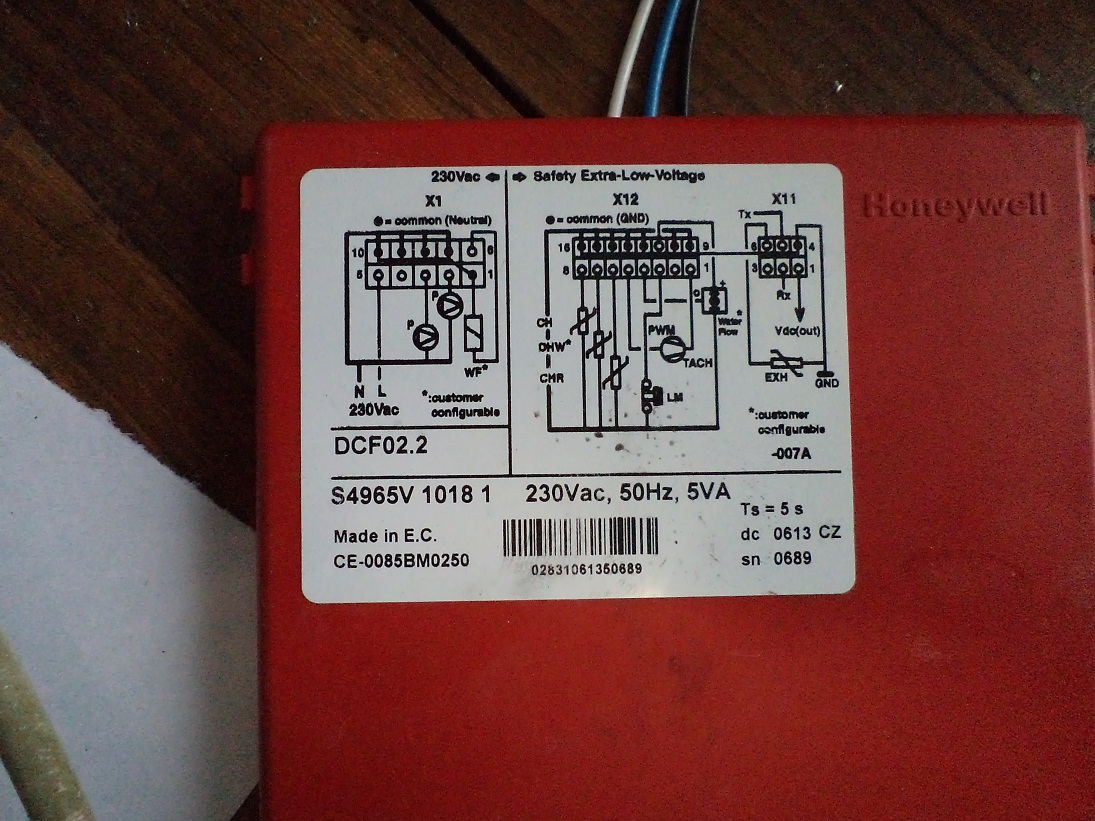 Honeywell
230Vac
Safety Extra-Low-Voltage
X1
= common (Neutral)
10
6
5
1
P
P
WF*
N L
230Vac
*:customer
configurable
X12
= common (GND)
16
9
8
1
CH
DHW*
CMR
PWM
TACH
LM
Water
Flow
*
X11
Tx
6
4
3
1
Rx
Vdc(out)
EXH
GND
*:customer
configurable
-007A
DCF02.2
S4965V 1018 1 230Vac, 50Hz, 5VA
Ts = 5 s
Made in E.C.
dc 0613 CZ
CE-0085BM0250
sn 0689
02831061350689